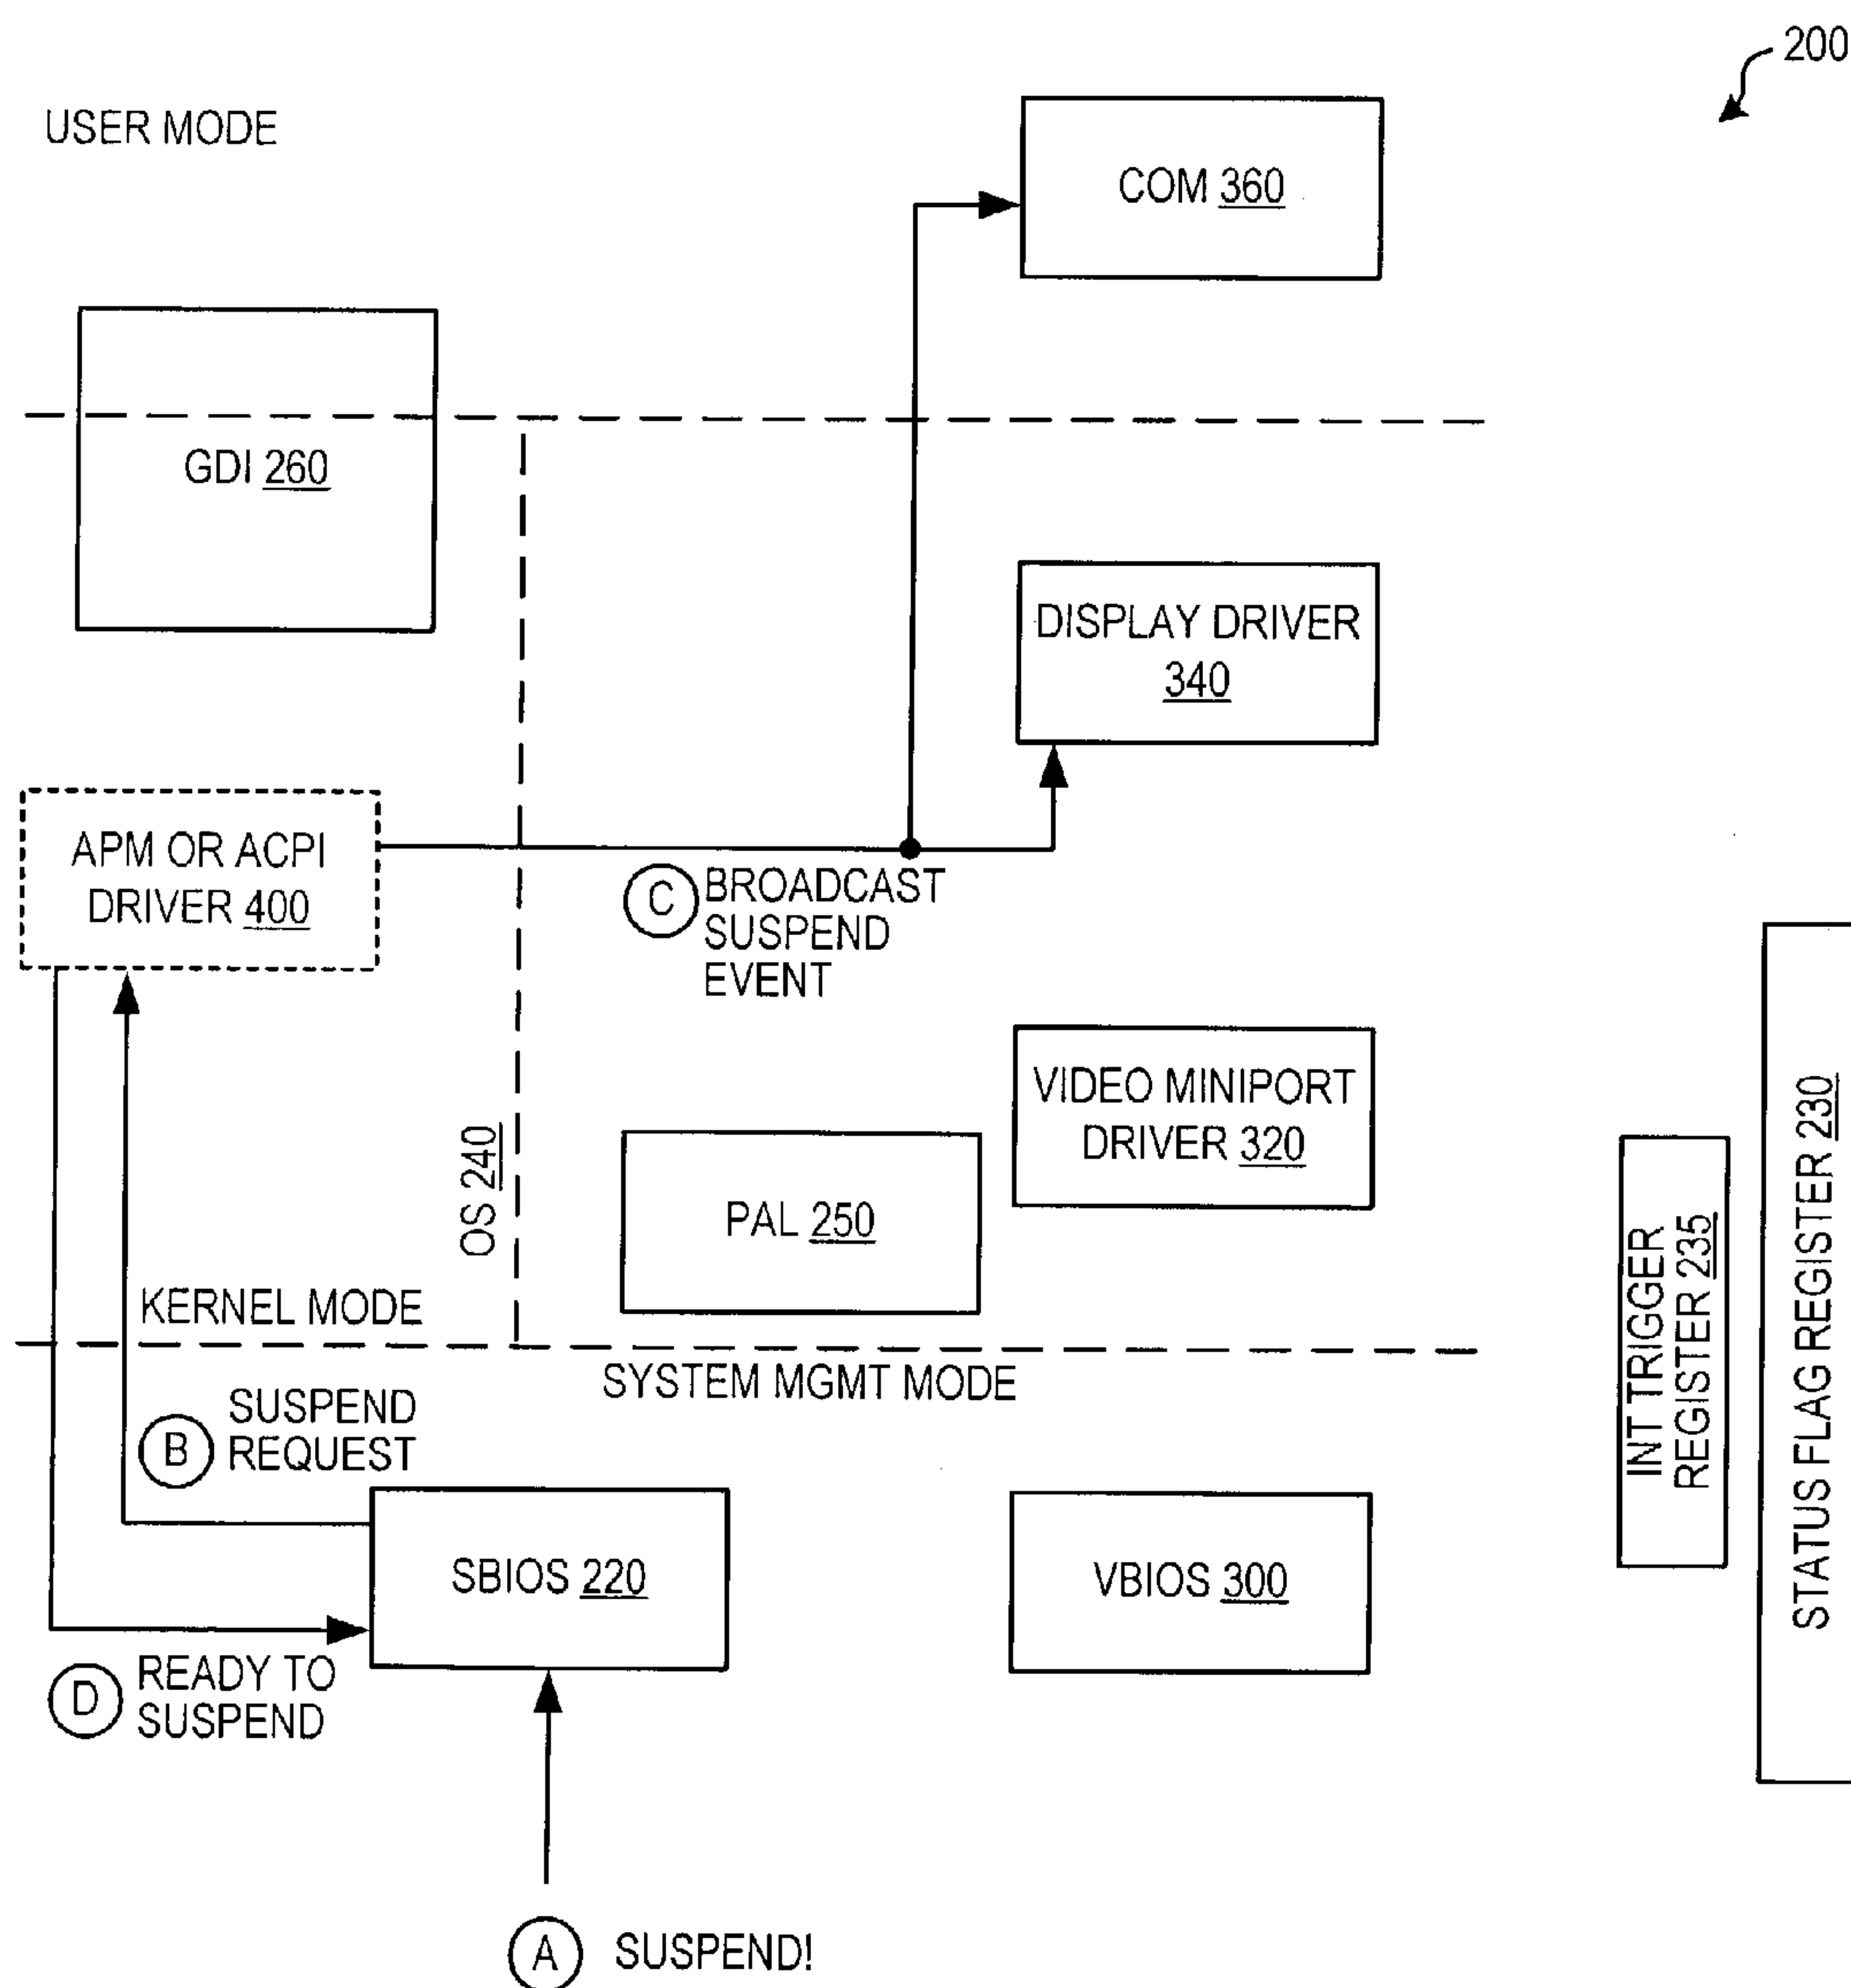 200
USER MODE
COM 360
GDI 260
DISPLAY DRIVER
340
APM OR ACPI
DRIVER 400
C
BROADCAST
SUSPEND
EVENT
VIDEO MINIPORT
DRIVER 320
PAL 250
OS 240
KERNEL MODE
SYSTEM MGMT MODE
INT TRIGGER
REGISTER 235
STATUS FLAG REGISTER 230
B
SUSPEND
REQUEST
SBIOS 220
VBIOS 300
D
READY TO
SUSPEND
A
SUSPEND!